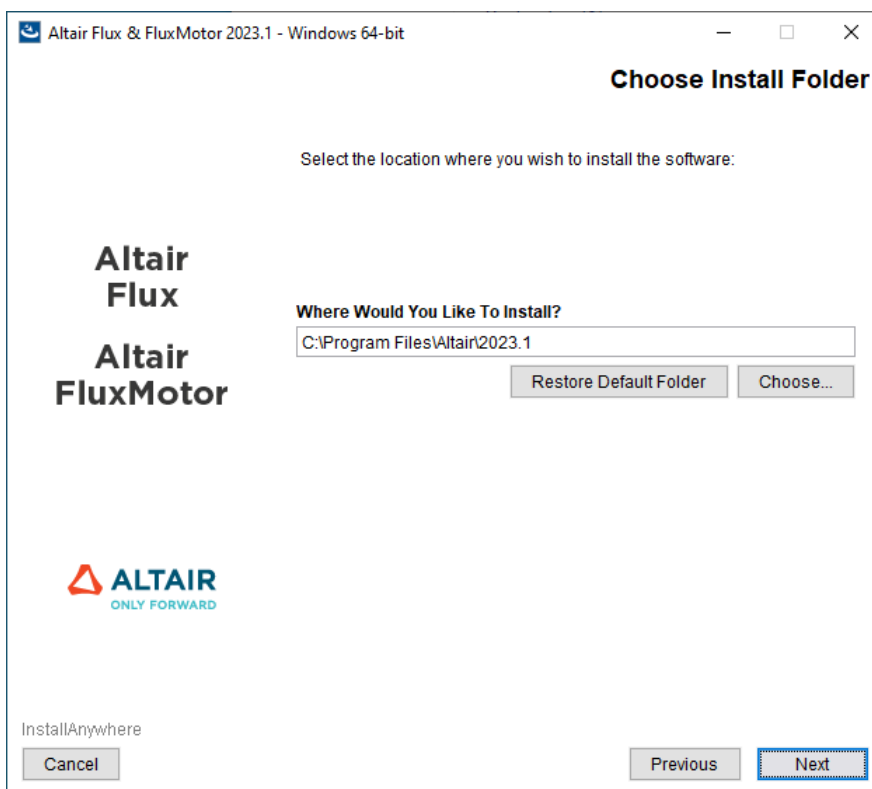 Altair Flux & FluxMotor 2023.1 - Windows 64-bit
Choose Install Folder
Select the location where you wish to install the software:
Altair
Flux
Altair
FluxMotor
Where Would You Like To Install?
C:\Program Files\Altair\2023.1
Restore Default Folder
Choose...
ALTAIR
ONLY FORWARD
InstallAnywhere
Cancel
Previous
Next